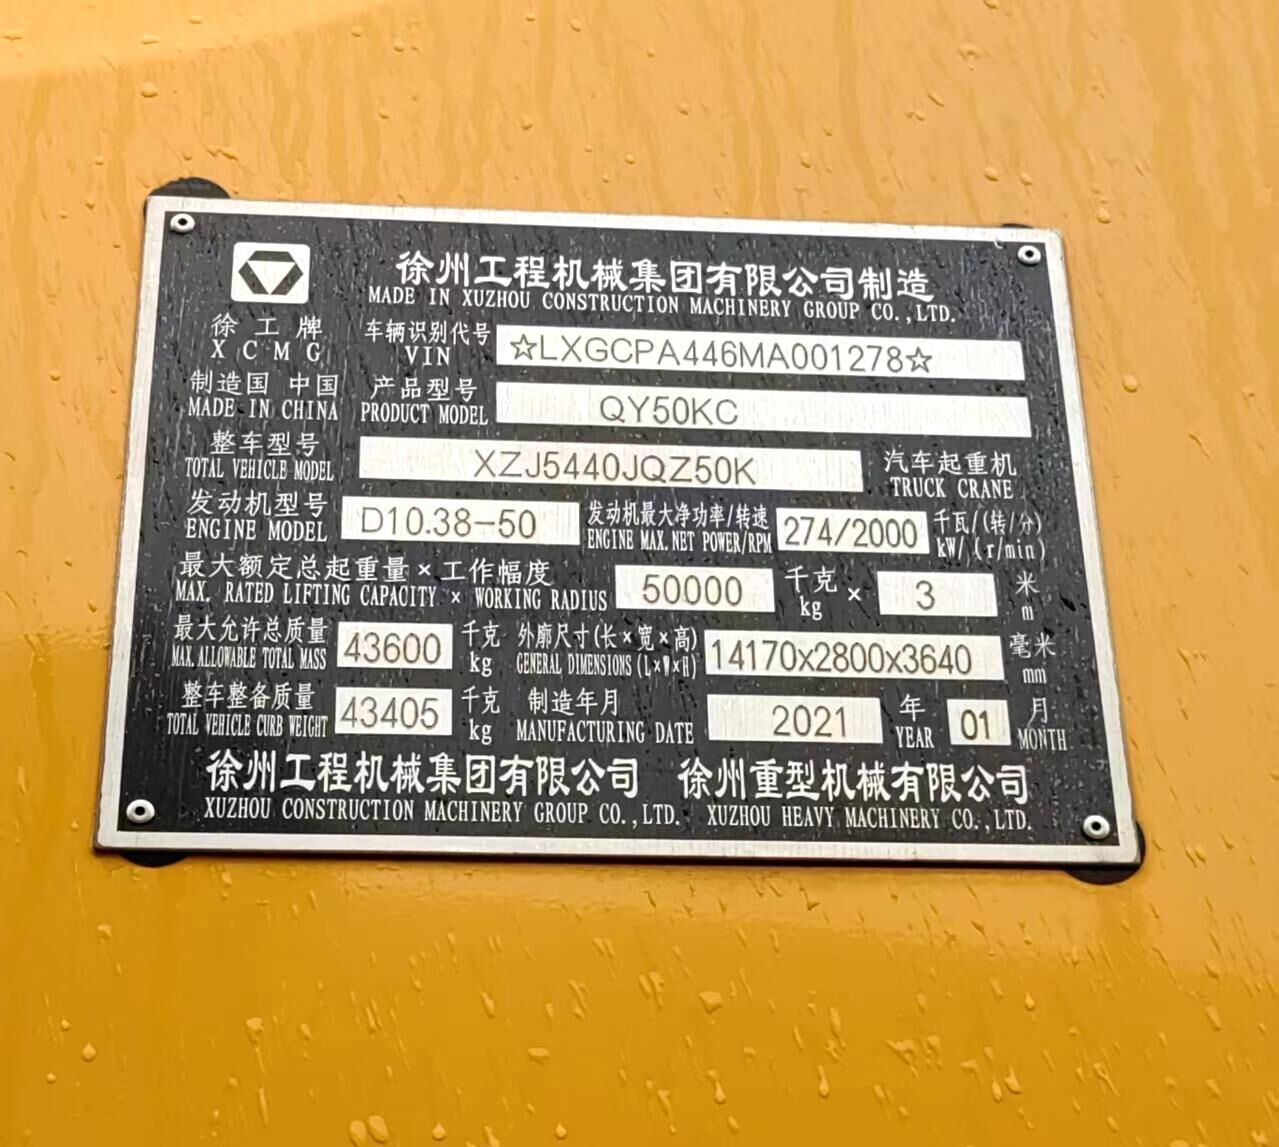 徐州工程机械集团有限公司制造
MADE IN XUZHOU CONSTRUCTION MACHINERY GROUP CO.,LTD.
徐工牌 车辆识别代号 ☆LXGCPA446MA001278☆
XCMG VIN
制造国 中国 产品型号 QY50KC
MADE IN CHINA PRODUCT MODEL
整车型号 XZJ5440JQZ50K 汽车起重机
TOTAL VEHICLE MODEL TRUCK CRANE
发动机型号 D10.38-50 发动机最大净功率/转速 274/2000 千瓦/(转/分)
ENGINE MODEL ENGINE MAX.NET POWER/RPM kW/(r/min)
最大额定总起重量×工作幅度 50000 千克 × 3 米
MAX. RATED LIFTING CAPACITY × WORKING RADIUS kg m
最大允许总质量 43600 千克 外廓尺寸(长×宽×高) 14170x2800x3640 毫米
MAX.ALLOWABLE TOTAL MASS kg GENERAL DIMENSIONS(L×W×H) mm
整车整备质量 43405 千克 制造年月 2021 年 01 月
TOTAL VEHICLE CURB WEIGHT kg MANUFACTURING DATE YEAR MONTH
徐州工程机械集团有限公司 徐州重型机械有限公司
XUZHOU CONSTRUCTION MACHINERY GROUP CO.,LTD. XUZHOU HEAVY MACHINERY CO.,LTD.